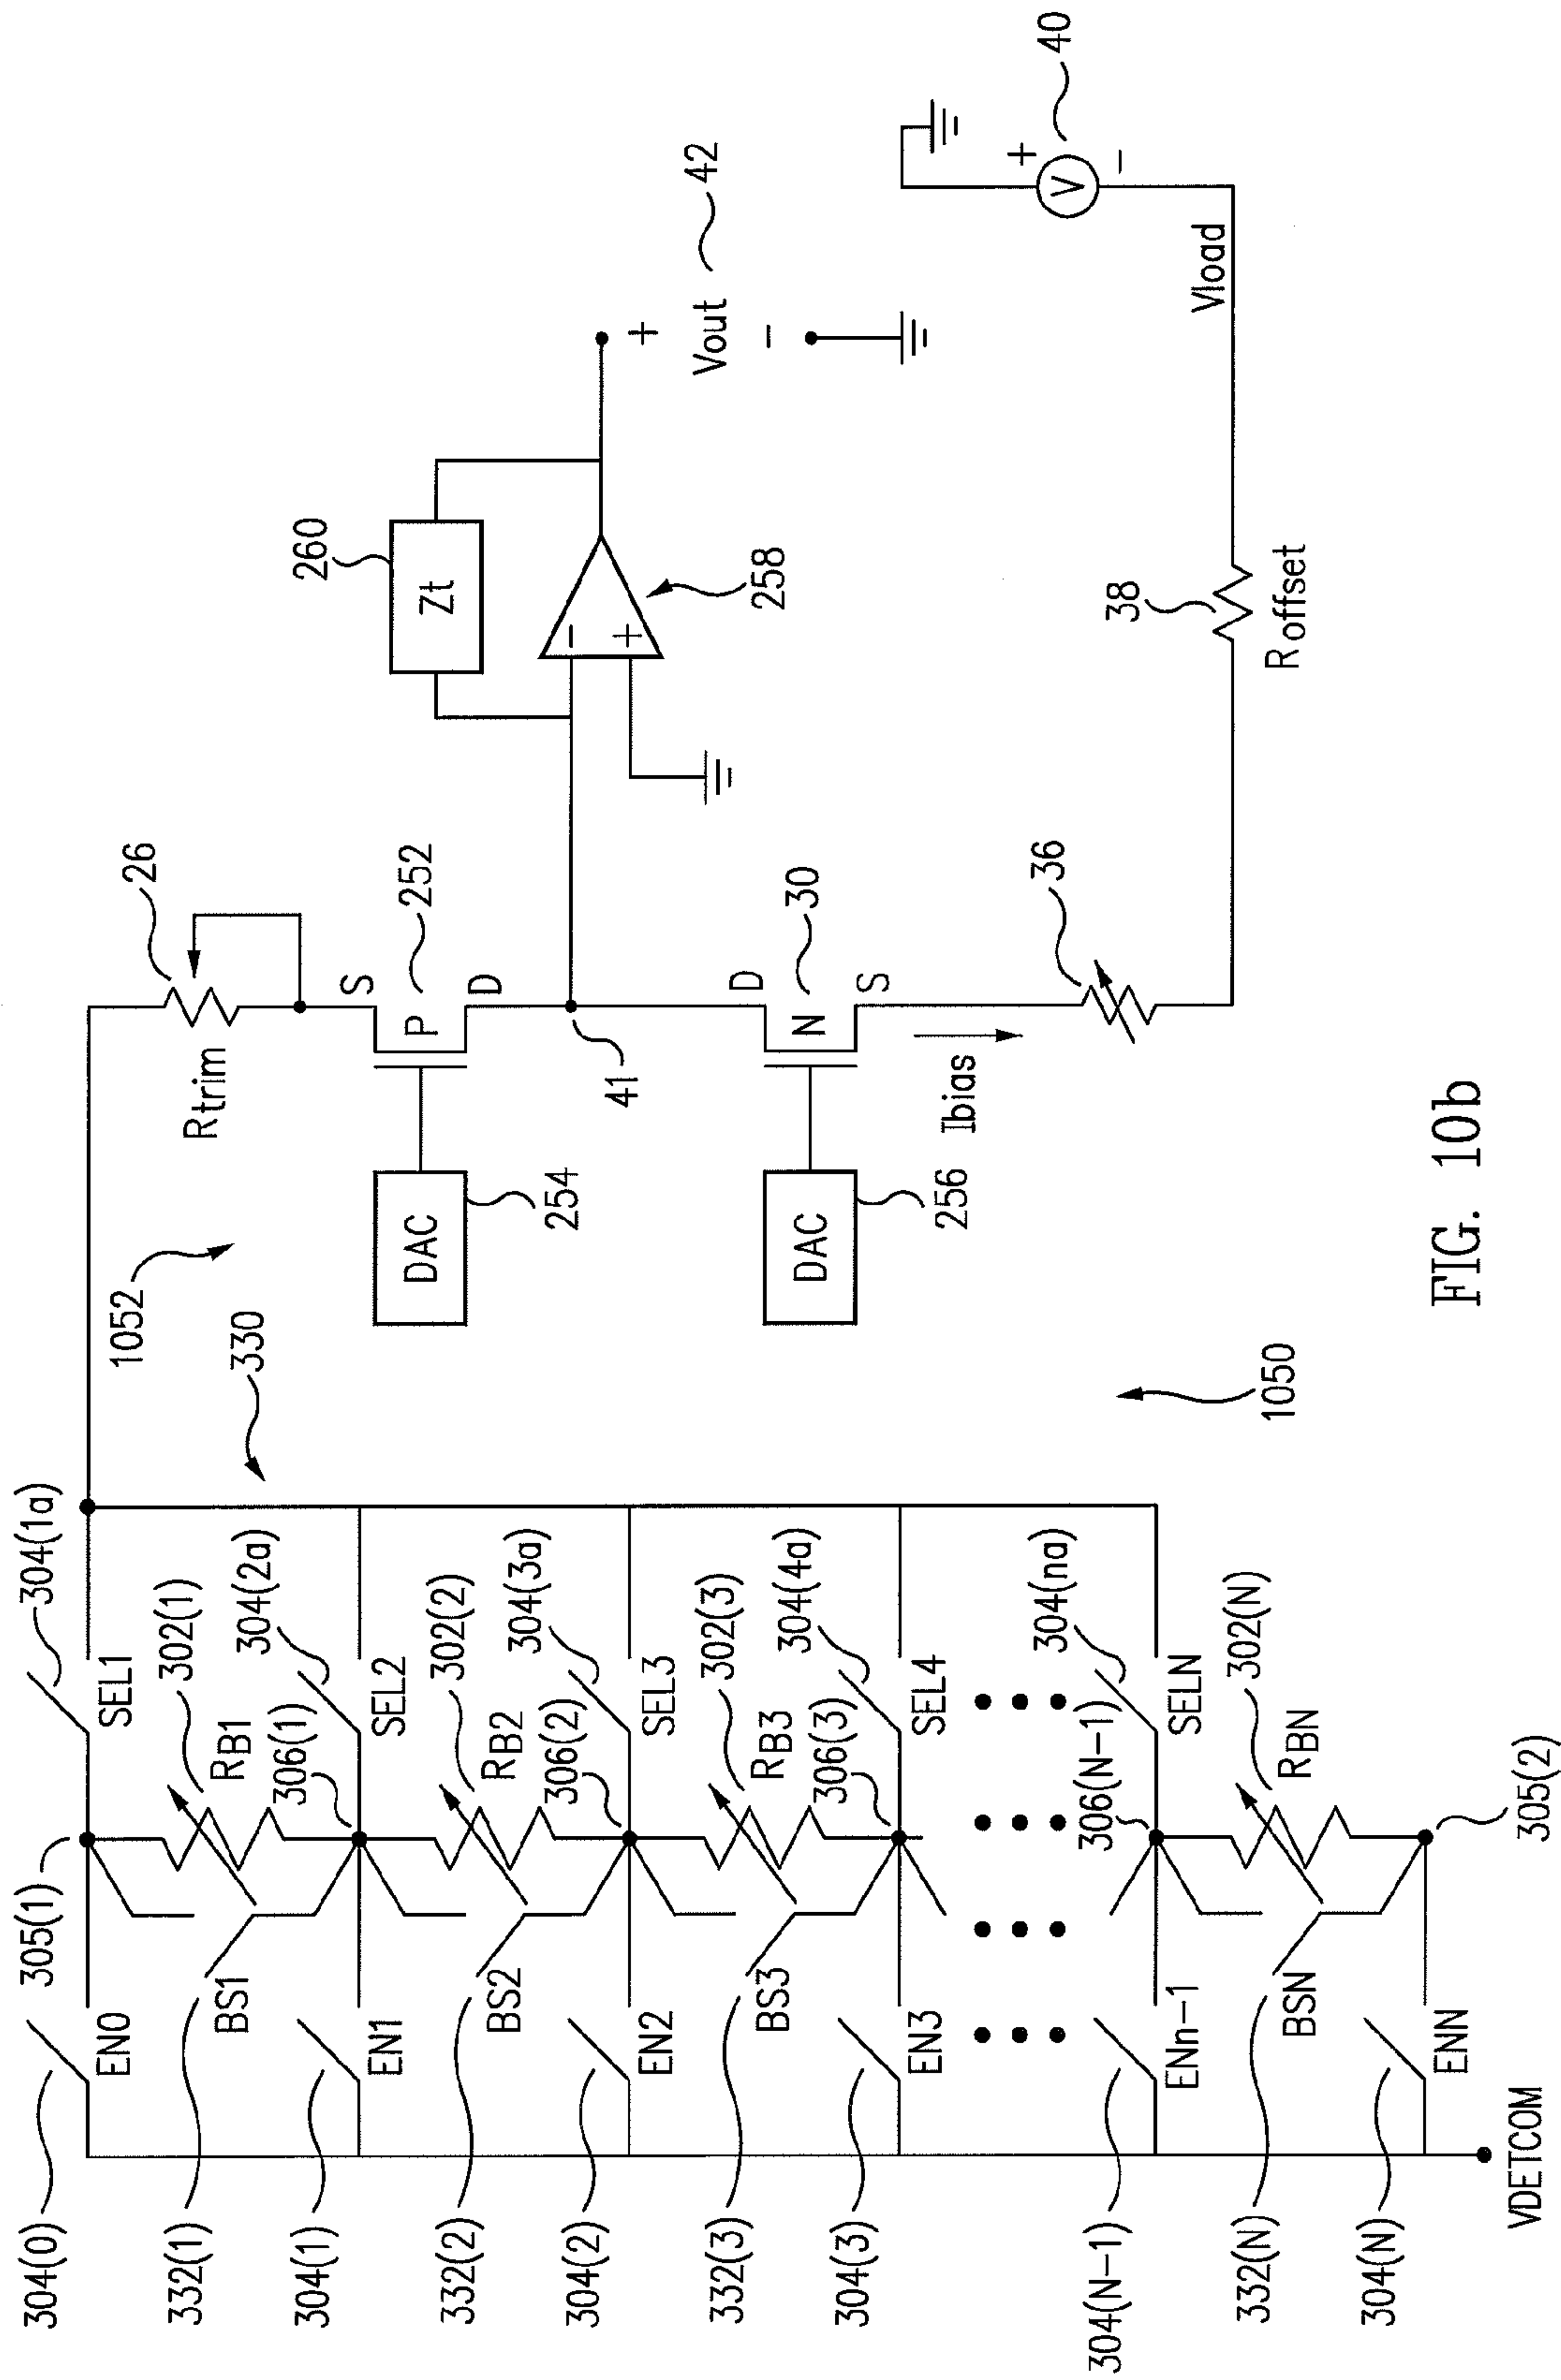 304(0)
EN0
305(1)
SEL1
304(1a)
332(1)
BS1
RB1
302(1)
304(1)
EN1
306(1)
SEL2
304(2a)
332(2)
BS2
RB2
302(2)
304(2)
EN2
306(2)
SEL3
304(3a)
332(3)
BS3
RB3
302(3)
304(3)
EN3
306(3)
SEL4
304(4a)
304(N-1)
ENn-1
306(N-1)
SELN
304(na)
332(N)
BSN
RBN
302(N)
304(N)
ENN
305(2)
VDETCOM
330
1052
1050
Rtrim
26
DAC
254
S
P
D
252
41
DAC
256
D
N
S
30
Ibias
36
260
Zt
-
+
258
+
Vout
-
42
38
Roffset
Vload
+
V
-
40
FIG. 10b